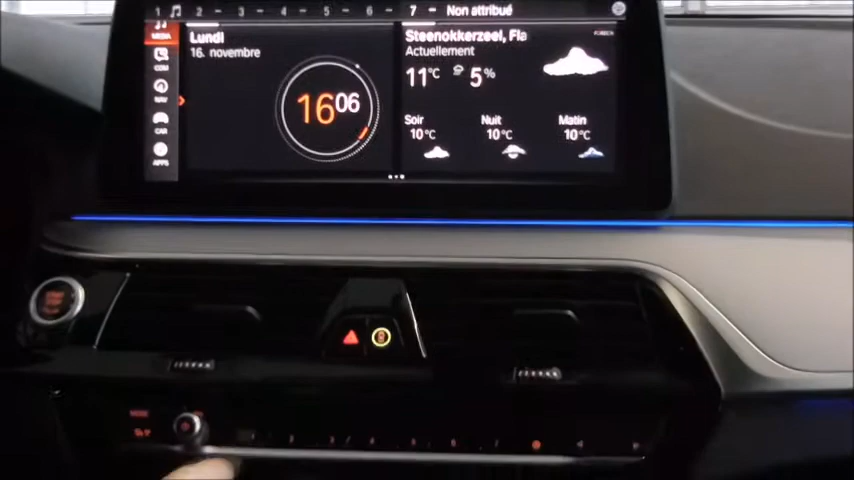 1 2 3 4 5 6 7 Non attribué
MEDIA
COM
NAV
CAR
APPS
Lundi
16. novembre
16 06
Steenokkerzeel, Fla
Actuellement
11°C 5%
Soir
10°C
Nuit
10°C
Matin
10°C